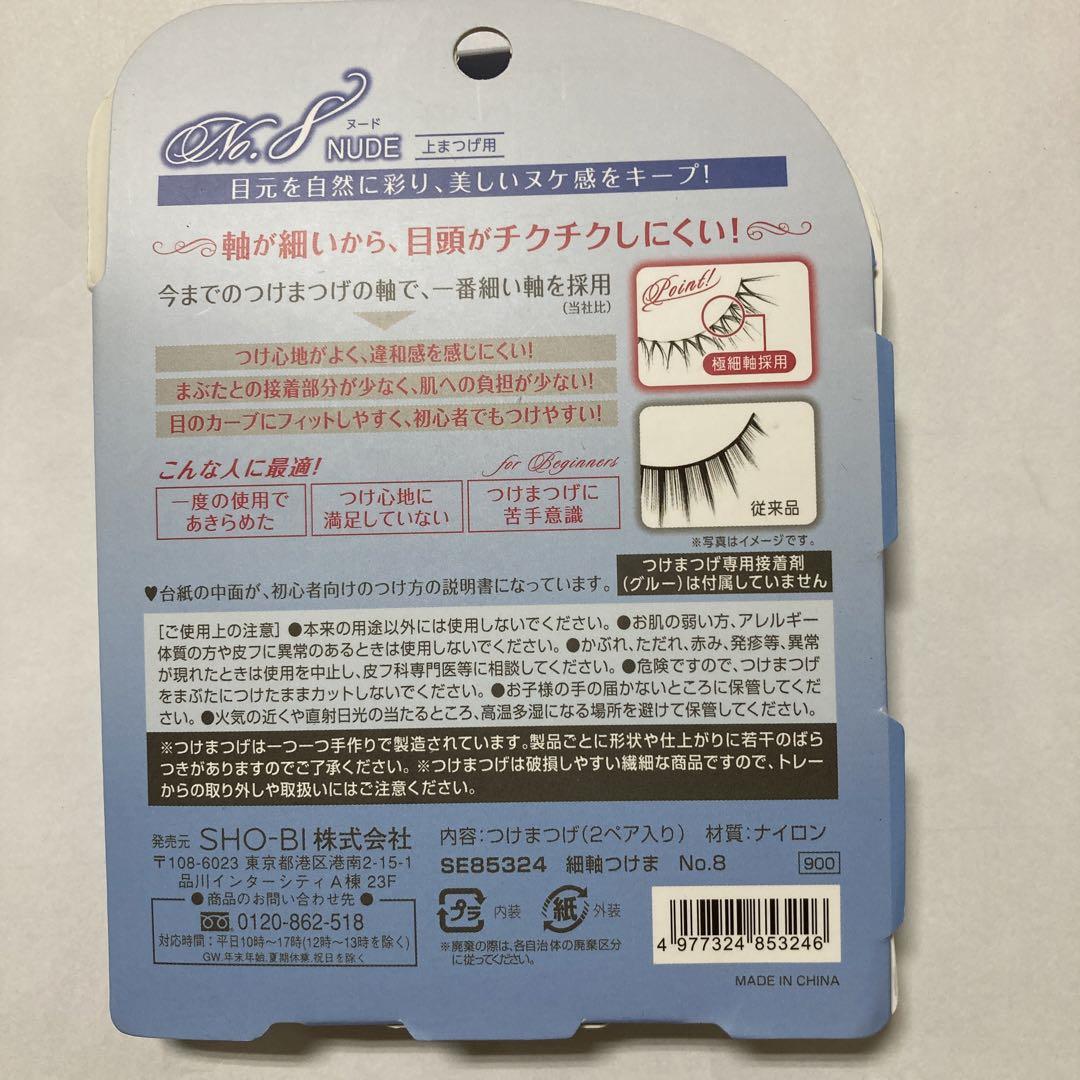 No.8 ヌード NUDE 上まつげ用
目元を自然に彩り、美しいヌケ感をキープ!
軸が細いから、目頭がチクチクしにくい!
今までのつけまつげの軸で、一番細い軸を採用
(当社比)
つけ心地がよく、違和感を感じにくい!
まぶたとの接着部分が少なく、肌への負担が少ない!
目のカーブにフィットしやすく、初心者でもつけやすい!
Point!
極細軸採用
従来品
※写真はイメージです。
こんな人に最適! for Beginners
一度の使用で
あきらめた
つけ心地に
満足していない
つけまつげに
苦手意識
つけまつげ専用接着剤
(グルー)は付属していません
♥台紙の中面が、初心者向けのつけ方の説明書になっています。
[ご使用上の注意] ●本来の用途以外には使用しないでください。●お肌の弱い方、アレルギー
体質の方や皮フに異常のあるときは使用しないでください。●かぶれ、ただれ、赤み、発疹等、異常
が現れたときは使用を中止し、皮フ科専門医等に相談してください。●危険ですので、つけまつげ
をまぶたにつけたままカットしないでください。●お子様の手の届かないところに保管してくだ
さい。●火気の近くや直射日光の当たるところ、高温多湿になる場所を避けて保管してください。
※つけまつげは一つ一つ手作りで製造されています。製品ごとに形状や仕上がりに若干のばら
つきがありますのでご了承ください。※つけまつげは破損しやすい繊細な商品ですので、トレー
からの取り外しや取扱いにはご注意ください。
発売元 SHO-BI株式会社
〒108-6023 東京都港区港南2-15-1
品川インターシティA棟 23F
●商品のお問い合わせ先●
0120-862-518
対応時間:平日10時〜17時(12時〜13時を除く)
GW、年末年始、夏期休業、祝日を除く
内容:つけまつげ(2ペア入り) 材質:ナイロン
SE85324 細軸つけま No.8 900
プラ 内装 紙 外装
※廃棄の際は、各自治体の廃棄区分
に従ってください。
4 977324 853246
MADE IN CHINA